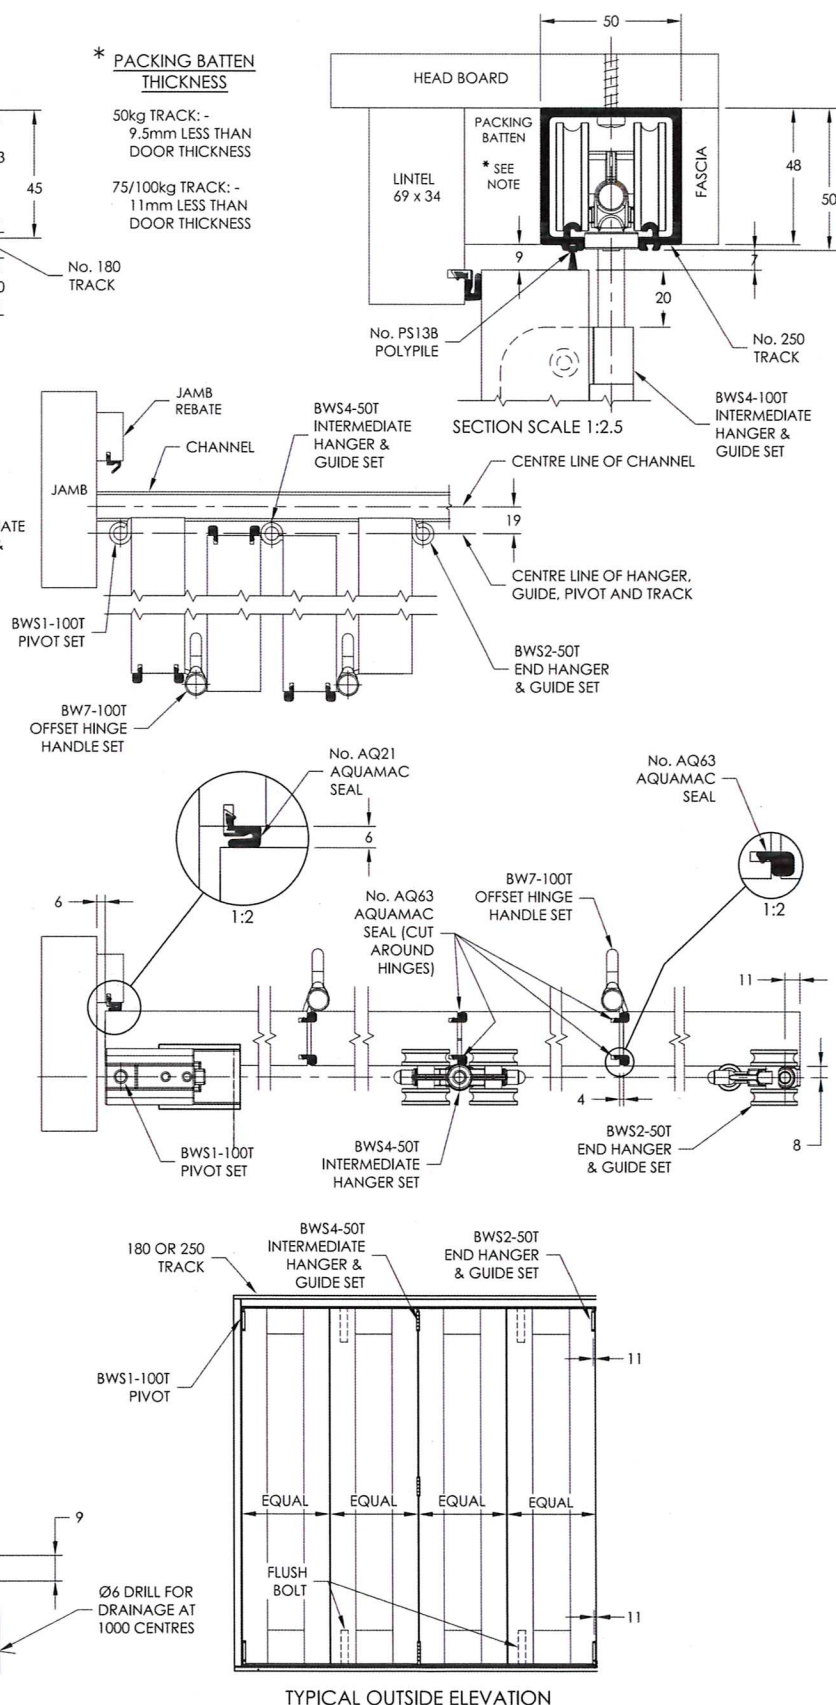 * PACKING BATTEN
THICKNESS
50kg TRACK: -
9.5mm LESS THAN
DOOR THICKNESS
75/100kg TRACK: -
11mm LESS THAN
DOOR THICKNESS
45
No. 180
TRACK
50
HEAD BOARD
PACKING
BATTEN
* SEE
NOTE
LINTEL
69 x 34
FASCIA
48
50
9
7
20
No. PS13B
POLYPILE
No. 250
TRACK
BWS4-100T
INTERMEDIATE
HANGER &
GUIDE SET
SECTION SCALE 1:2.5
JAMB
REBATE
CHANNEL
JAMB
BWS4-50T
INTERMEDIATE
HANGER &
GUIDE SET
CENTRE LINE OF CHANNEL
19
CENTRE LINE OF HANGER,
GUIDE, PIVOT AND TRACK
BWS1-100T
PIVOT SET
BWS2-50T
END HANGER
& GUIDE SET
BW7-100T
OFFSET HINGE
HANDLE SET
No. AQ21
AQUAMAC
SEAL
6
1:2
No. AQ63
AQUAMAC
SEAL
1:2
6
No. AQ63
AQUAMAC
SEAL (CUT
AROUND
HINGES)
BW7-100T
OFFSET HINGE
HANDLE SET
11
4
8
BWS1-100T
PIVOT SET
BWS4-50T
INTERMEDIATE
HANGER SET
BWS2-50T
END HANGER
& GUIDE SET
180 OR 250
TRACK
BWS4-50T
INTERMEDIATE
HANGER &
GUIDE SET
BWS2-50T
END HANGER
& GUIDE SET
11
BWS1-100T
PIVOT
EQUAL
EQUAL
EQUAL
EQUAL
9
FLUSH
BOLT
Ø6 DRILL FOR
DRAINAGE AT
1000 CENTRES
11
TYPICAL OUTSIDE ELEVATION